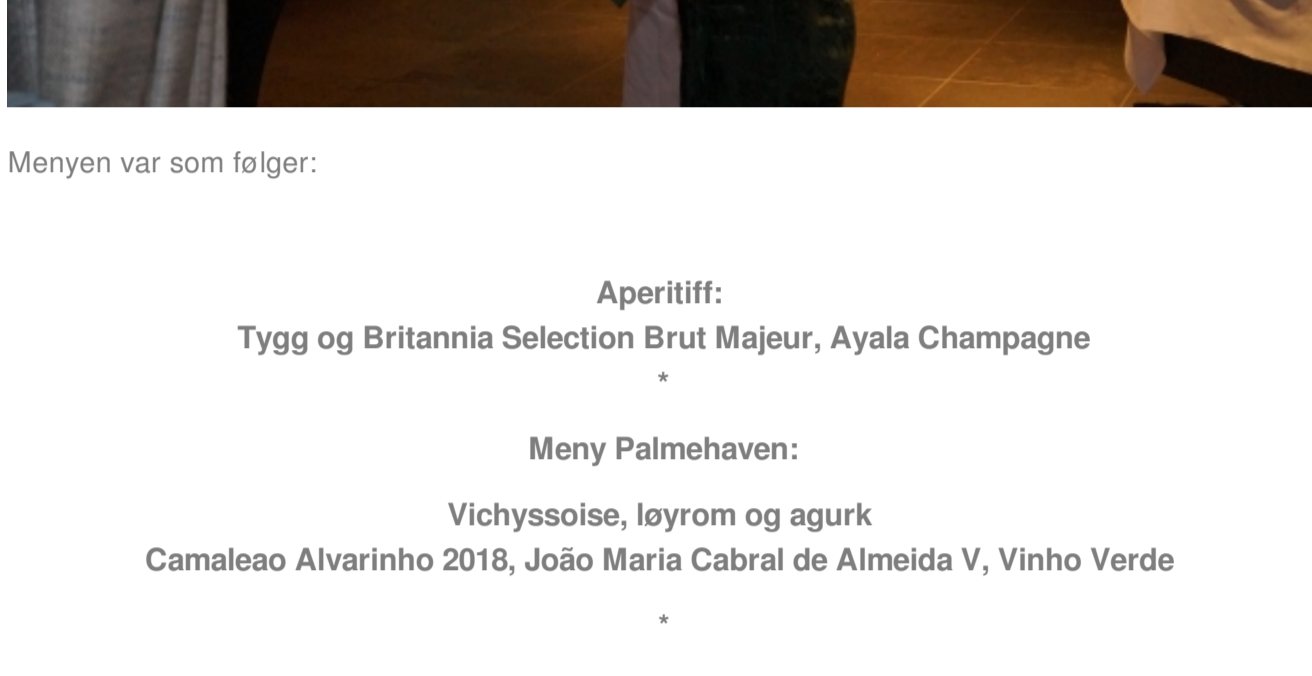 Menyen var som følger:
Aperitiff:
Tygg og Britannia Selection Brut Majeur, Ayala Champagne
*
Meny Palmehaven:
Vichyssoise, løyrom og agurk
Camaleao Alvarinho 2018, João Maria Cabral de Almeida V, Vinho Verde
*